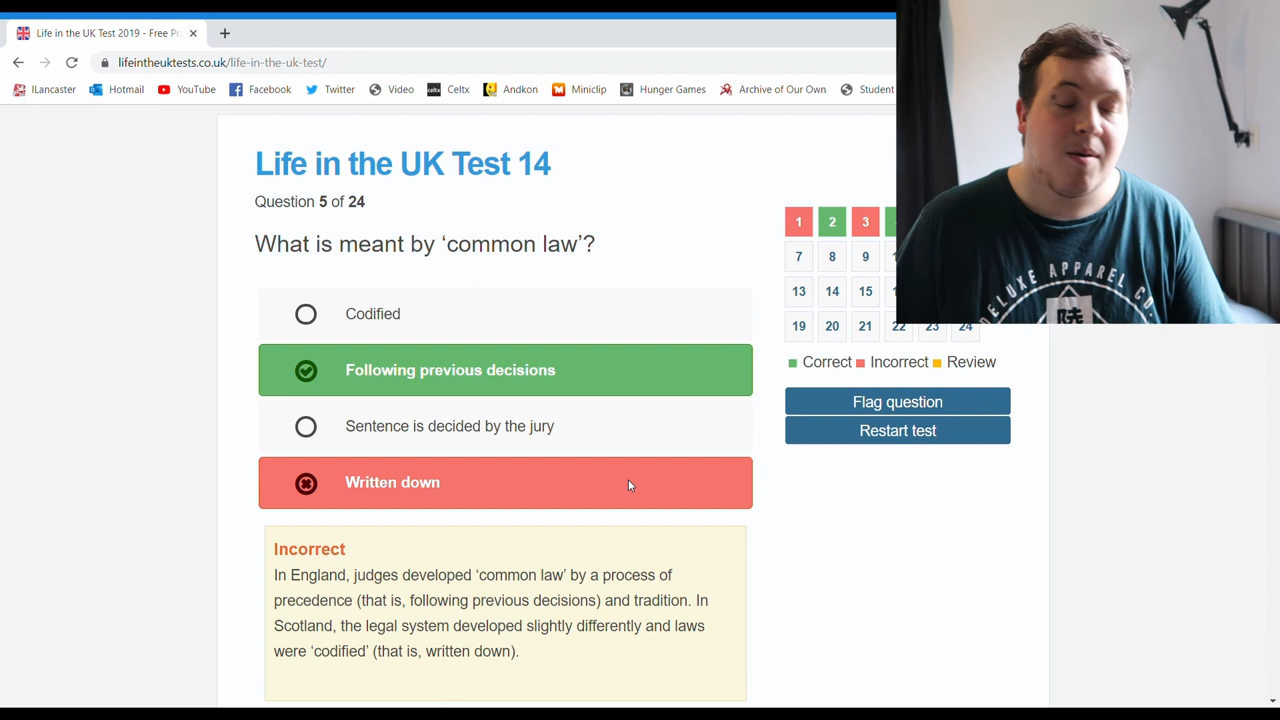 Life in the UK Test 2019 - Free Pr
lifeintheuktests.co.uk/life-in-the-uk-test/
ILancaster Hotmail YouTube Facebook Twitter Video Celtx Andkon Miniclip Hunger Games Archive of Our Own Student
Life in the UK Test 14
Question 5 of 24
What is meant by ‘common law’?
Codified
Following previous decisions
Sentence is decided by the jury
Written down
Incorrect
In England, judges developed ‘common law’ by a process of
precedence (that is, following previous decisions) and tradition. In
Scotland, the legal system developed slightly differently and laws
were ‘codified’ (that is, written down).
1 2 3
7 8 9
13 14 15
19 20 21 22 23 24
Correct Incorrect Review
Flag question
Restart test
DELUXE APPAREL CO.
陸